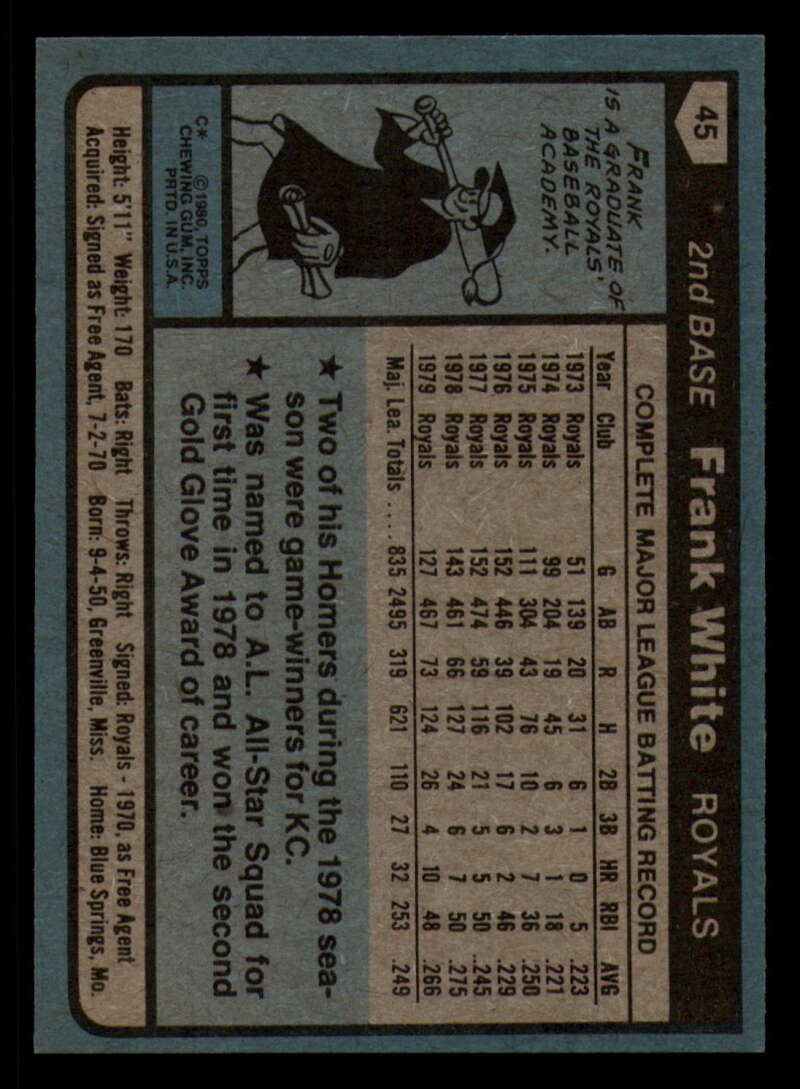 45 2nd BASE Frank White ROYALS
FRANK
IS A GRADUATE OF
THE ROYALS'
BASEBALL
ACADEMY.
C* © 1980, TOPPS
CHEWING GUM, INC.
PRTD. IN U.S.A.
COMPLETE MAJOR LEAGUE BATTING RECORD
Year Club G AB R H 2B 3B HR RBI AVG
1973 Royals 51 139 20 31 6 1 0 5 .223
1974 Royals 99 204 19 45 6 3 1 18 .221
1975 Royals 111 304 43 76 10 2 7 36 .250
1976 Royals 152 446 39 102 17 6 2 46 .229
1977 Royals 152 474 59 116 21 5 5 50 .245
1978 Royals 143 461 66 127 24 6 7 50 .275
1979 Royals 127 467 73 124 26 4 10 48 .266
Maj. Lea. Totals .... 835 2495 319 621 110 27 32 253 .249
★ Two of his Homers during the 1978 sea-
son were game-winners for KC.
★ Was named to A.L. All-Star Squad for
first time in 1978 and won the second
Gold Glove Award of career.
Height: 5'11" Weight: 170 Bats: Right Throws: Right Signed: Royals - 1970, as Free Agent
Acquired: Signed as Free Agent, 7-2-70 Born: 9-4-50, Greenville, Miss. Home: Blue Springs, Mo.